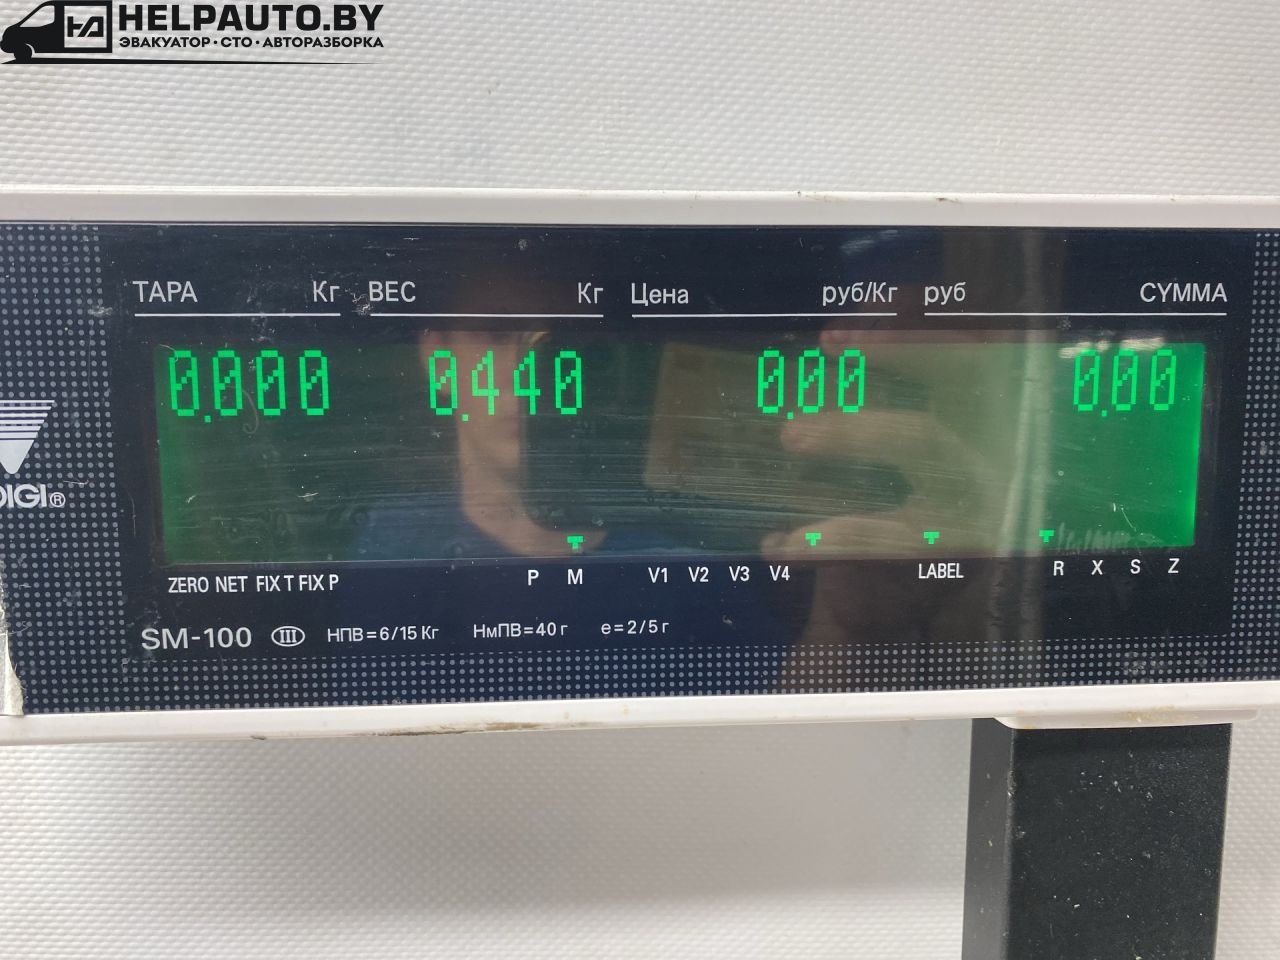 HELPAUTO.BY
ЭВАКУАТОР·СТО·АВТОРАЗБОРКА
ТАРА Кг ВЕС Кг Цена руб/Кг руб СУММА
0.000 0.440 0.00 0.00
DIGI®
ZERO NET FIX T FIX P P M V1 V2 V3 V4 LABEL R X S Z
SM-100 III НПВ=6/15 Кг НмПВ=40 г e=2/5 г